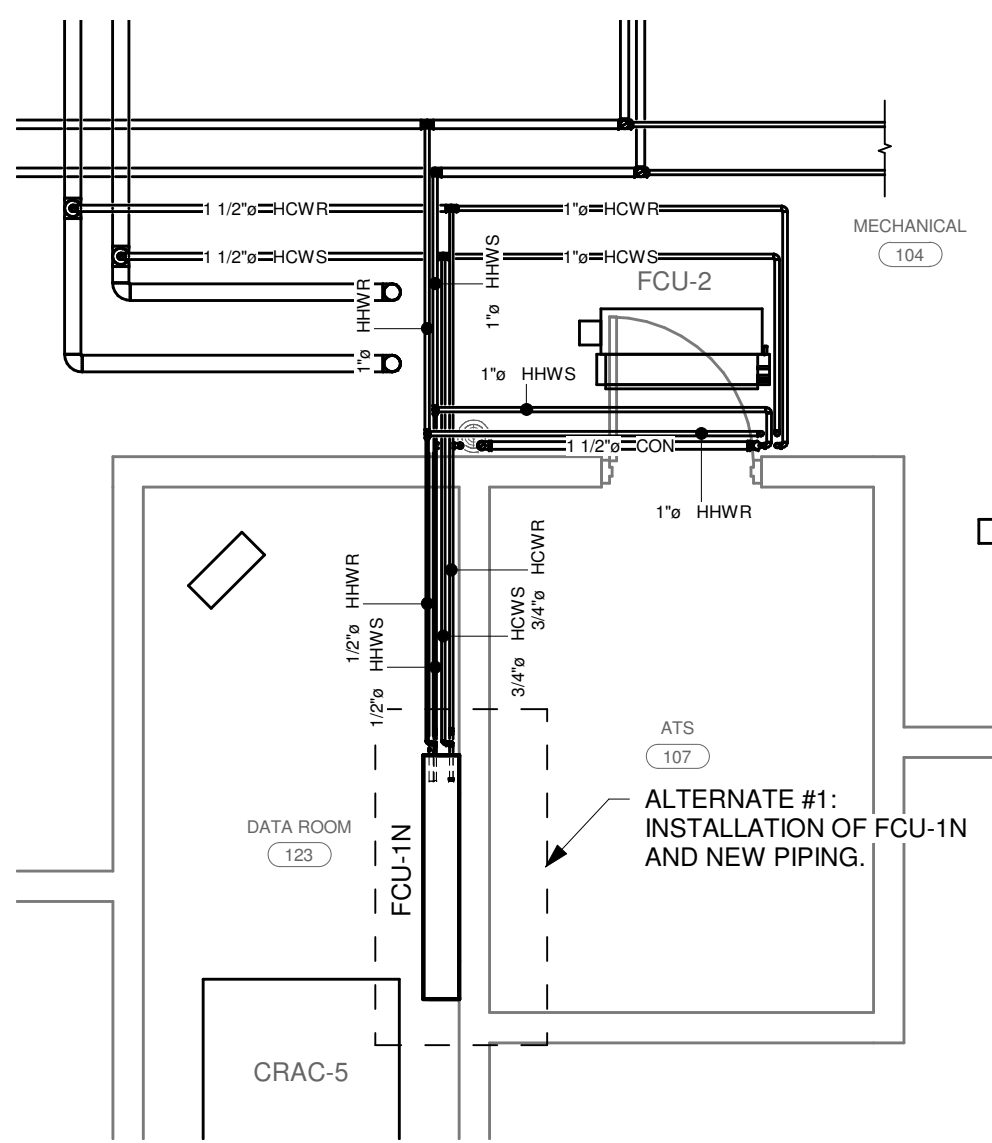 1 1/2"ø HCWR
1"ø HCWR
MECHANICAL
104
1 1/2"ø HCWS
1"ø HCWS
FCU-2
1"ø HHWR
1"ø HHWS
1"ø HHWS
1 1/2"ø CON
1"ø HHWR
1/2"ø HHWR
1/2"ø HHWS
3/4"ø HCWS
3/4"ø HCWR
ATS
107
ALTERNATE #1:
INSTALLATION OF FCU-1N
AND NEW PIPING.
DATA ROOM
123
FCU-1N
CRAC-5